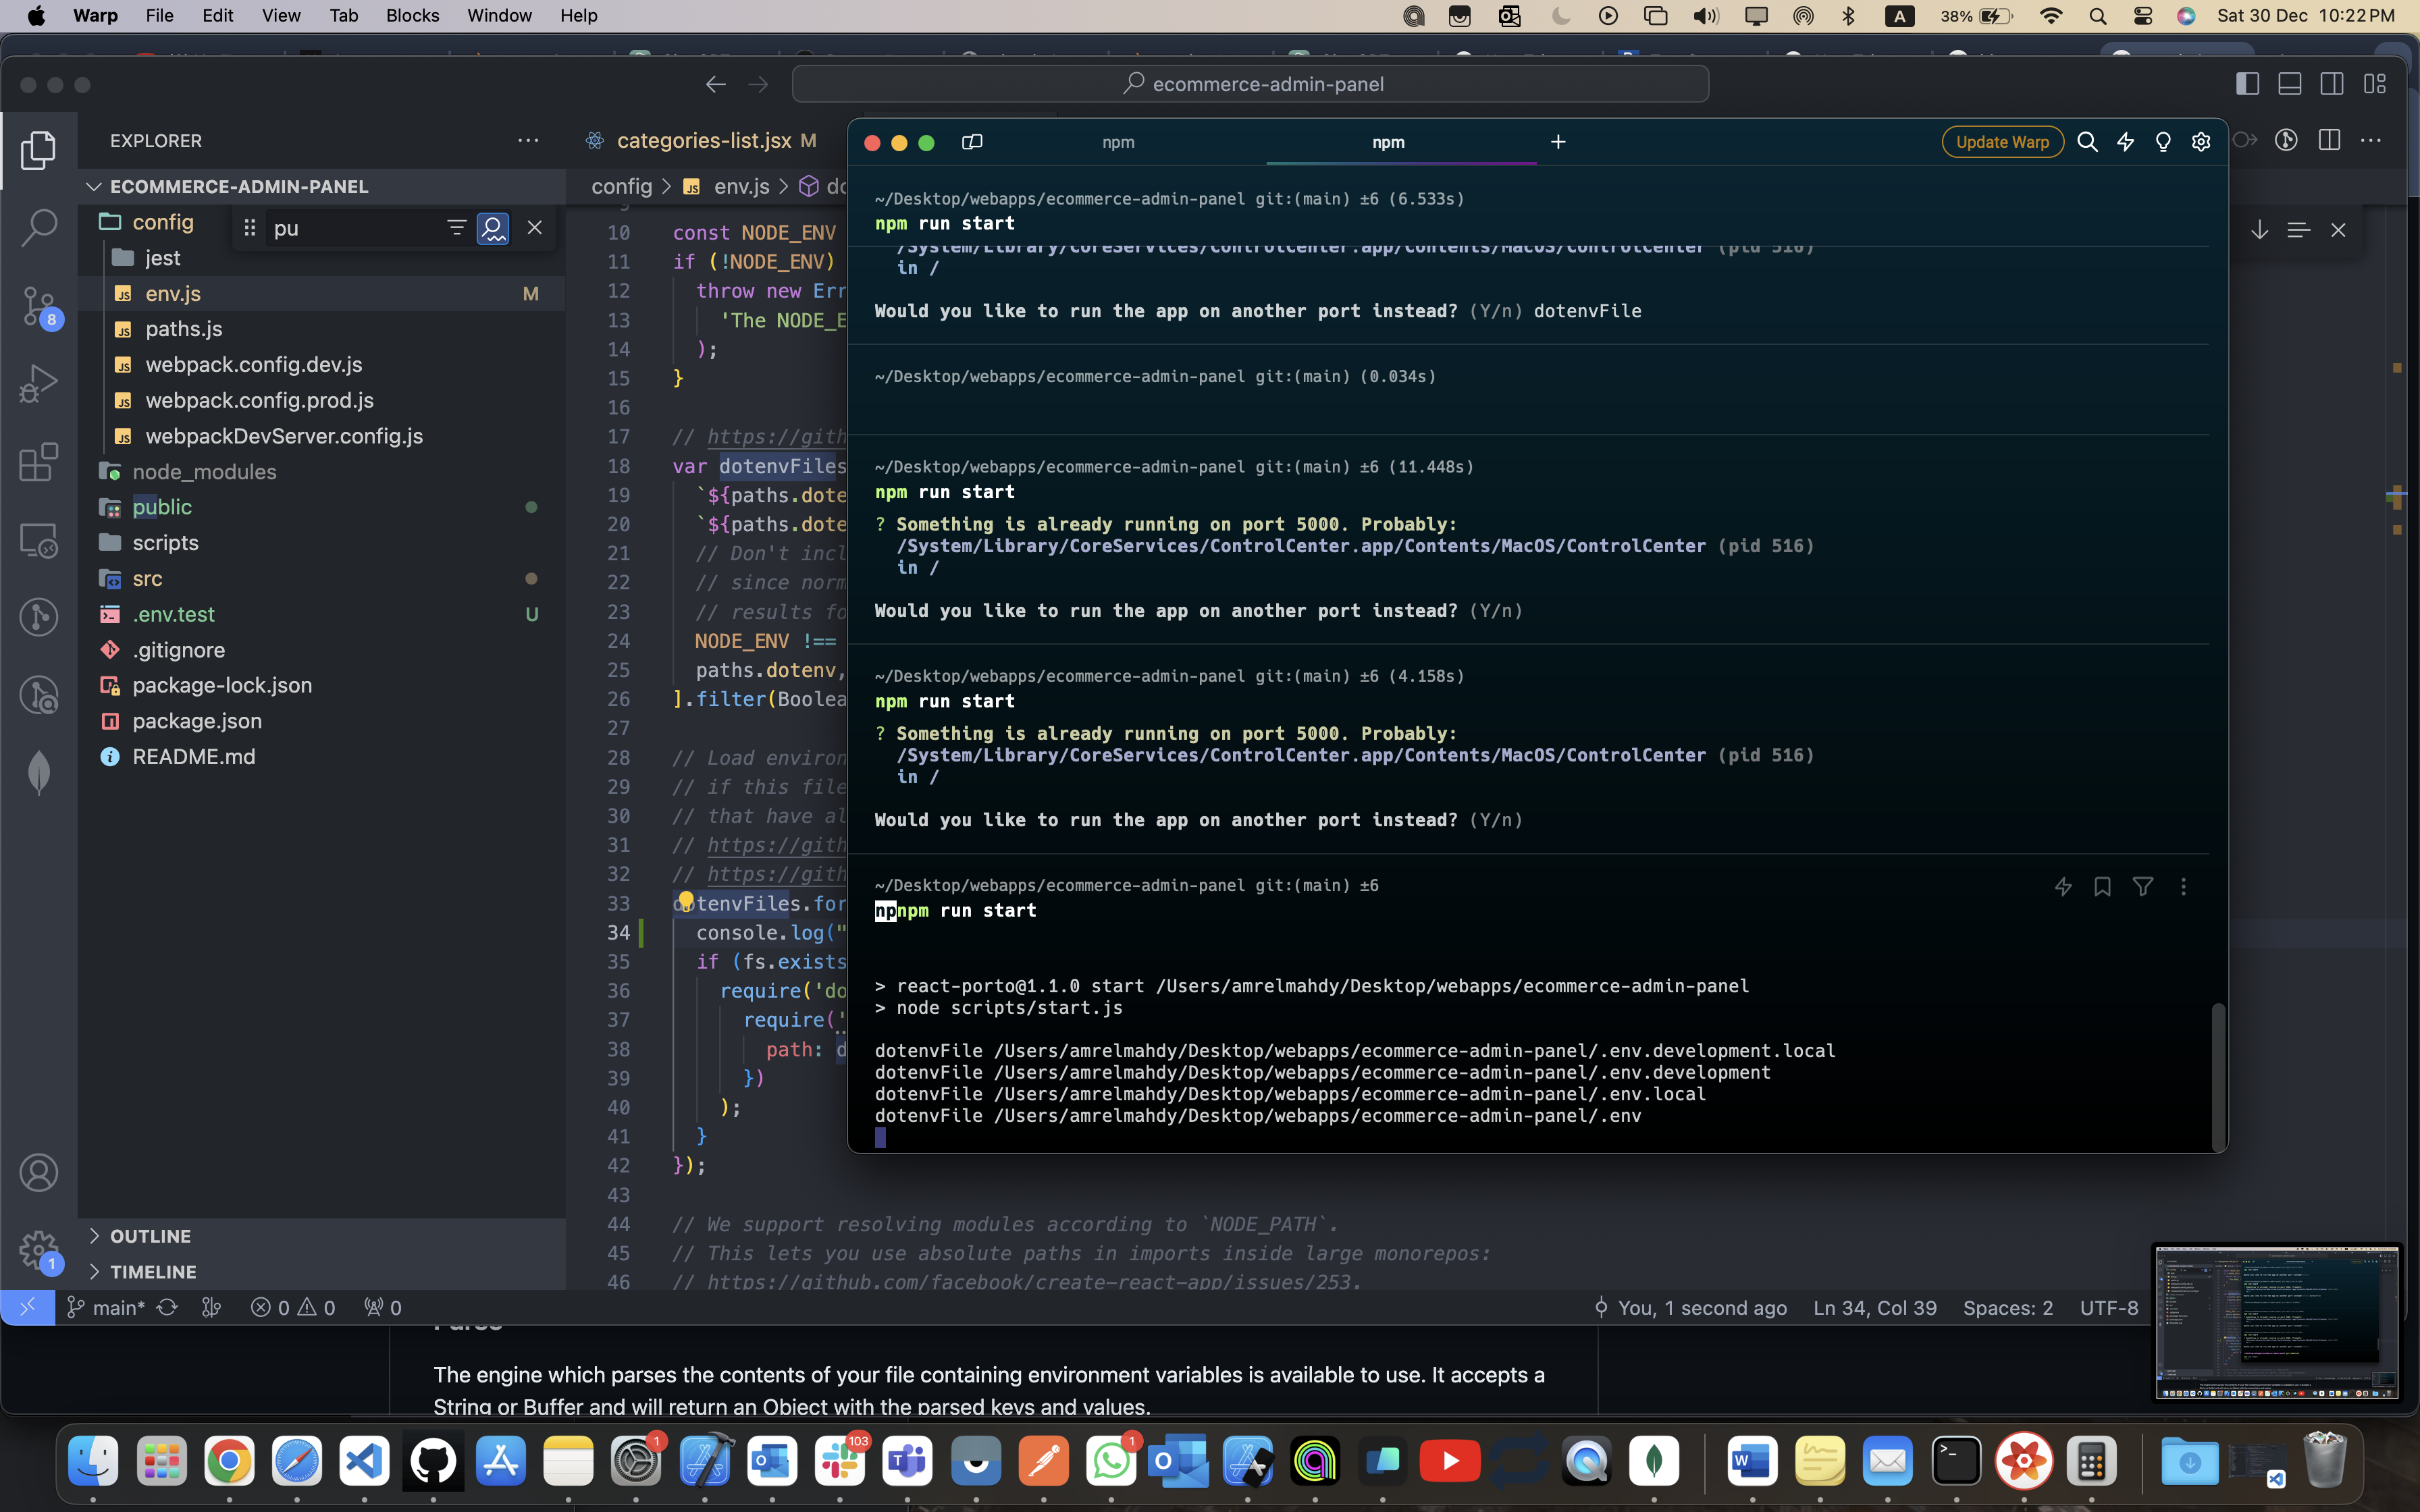 Warp File Edit View Tab Blocks Window Help
A 38% Sat 30 Dec 10:22 PM
ecommerce-admin-panel
EXPLORER
ECOMMERCE-ADMIN-PANEL
pu
config
jest
env.js M
paths.js
webpack.config.dev.js
webpack.config.prod.js
webpackDevServer.config.js
node_modules
public
scripts
src
.env.test U
.gitignore
package-lock.json
package.json
README.md
OUTLINE
TIMELINE
8
1
categories-list.jsx M
config > env.js >
10 const NODE_ENV
11 if (!NODE_ENV)
12 throw new Err
13 'The NODE_E
14 );
15 }
16
17 // https://gith
18 var dotenvFiles
19 `${paths.dote
20 `${paths.dote
21 // Don't incl
22 // since norm
23 // results fo
24 NODE_ENV !==
25 paths.dotenv,
26 ].filter(Boolea
27
28 // Load environ
29 // if this file
30 // that have al
31 // https://gith
32 // https://gith
33 dotenvFiles.for
34 console.log("
35 if (fs.exists
36 require('do
37 require('
38 path: d
39 })
40 );
41 }
42 });
43
44 // We support resolving modules according to `NODE_PATH`.
45 // This lets you use absolute paths in imports inside large monorepos:
46 // https://github.com/facebook/create-react-app/issues/253.
npm npm + Update Warp
~/Desktop/webapps/ecommerce-admin-panel git:(main) ±6 (6.533s)
npm run start
/System/Library/CoreServices/ControlCenter.app/Contents/MacOS/ControlCenter (pid 516)
in /
Would you like to run the app on another port instead? (Y/n) dotenvFile
~/Desktop/webapps/ecommerce-admin-panel git:(main) (0.034s)
~/Desktop/webapps/ecommerce-admin-panel git:(main) ±6 (11.448s)
npm run start
? Something is already running on port 5000. Probably:
/System/Library/CoreServices/ControlCenter.app/Contents/MacOS/ControlCenter (pid 516)
in /
Would you like to run the app on another port instead? (Y/n)
~/Desktop/webapps/ecommerce-admin-panel git:(main) ±6 (4.158s)
npm run start
? Something is already running on port 5000. Probably:
/System/Library/CoreServices/ControlCenter.app/Contents/MacOS/ControlCenter (pid 516)
in /
Would you like to run the app on another port instead? (Y/n)
~/Desktop/webapps/ecommerce-admin-panel git:(main) ±6
npnpm run start
> react-porto@1.1.0 start /Users/amrelmahdy/Desktop/webapps/ecommerce-admin-panel
> node scripts/start.js
dotenvFile /Users/amrelmahdy/Desktop/webapps/ecommerce-admin-panel/.env.development.local
dotenvFile /Users/amrelmahdy/Desktop/webapps/ecommerce-admin-panel/.env.development
dotenvFile /Users/amrelmahdy/Desktop/webapps/ecommerce-admin-panel/.env.local
dotenvFile /Users/amrelmahdy/Desktop/webapps/ecommerce-admin-panel/.env
main* 0 0 0 You, 1 second ago Ln 34, Col 39 Spaces: 2 UTF-8
Parse
The engine which parses the contents of your file containing environment variables is available to use. It accepts a
String or Buffer and will return an Object with the parsed keys and values.
1 103 1